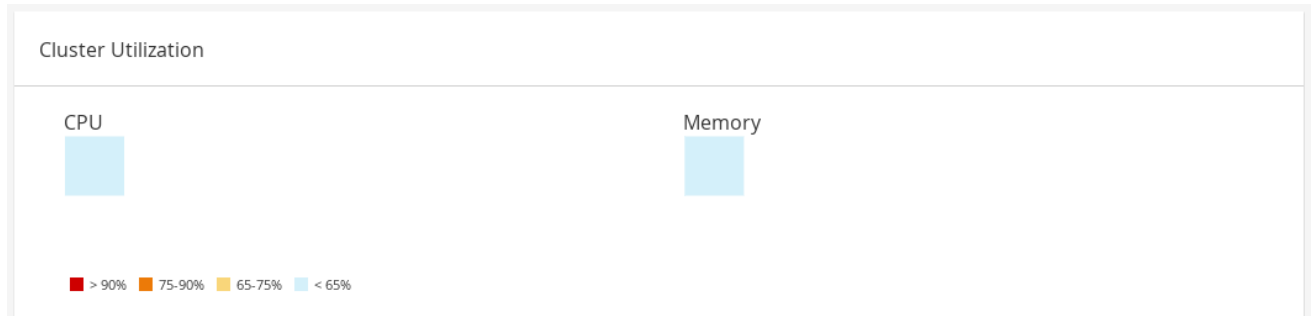 Cluster Utilization
CPU
Memory
> 90%
75-90%
65-75%
< 65%